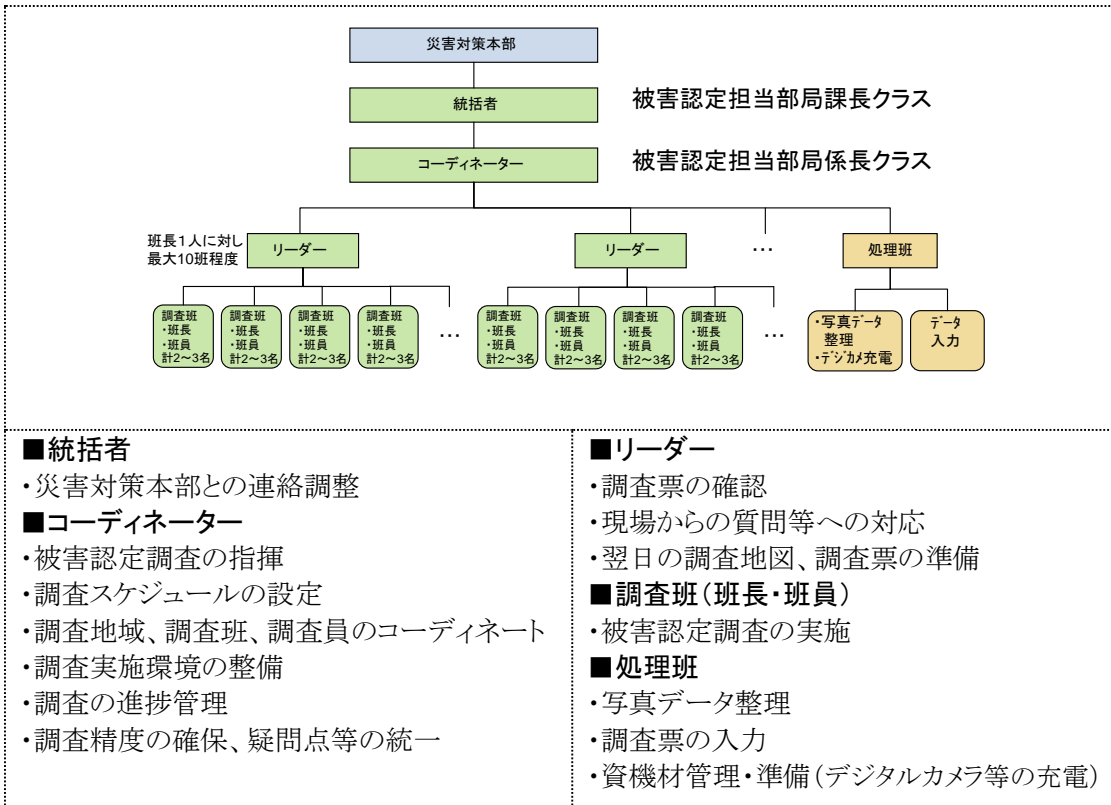 災害対策本部
統括者
被害認定担当部局課長クラス
コーディネーター
被害認定担当部局係長クラス
班長1人に対し
最大10班程度
リーダー
リーダー
…
処理班
調査班
・班長
・班員
計2~3名
調査班
・班長
・班員
計2~3名
調査班
・班長
・班員
計2~3名
調査班
・班長
・班員
計2~3名
…
調査班
・班長
・班員
計2~3名
調査班
・班長
・班員
計2~3名
調査班
・班長
・班員
計2~3名
調査班
・班長
・班員
計2~3名
…
・写真データ
整理
・デジカメ充電
データ
入力
■統括者
・災害対策本部との連絡調整
■コーディネーター
・被害認定調査の指揮
・調査スケジュールの設定
・調査地域、調査班、調査員のコーディネート
・調査実施環境の整備
・調査の進捗管理
・調査精度の確保、疑問点等の統一
■リーダー
・調査票の確認
・現場からの質問等への対応
・翌日の調査地図、調査票の準備
■調査班(班長・班員)
・被害認定調査の実施
■処理班
・写真データ整理
・調査票の入力
・資機材管理・準備(デジタルカメラ等の充電)